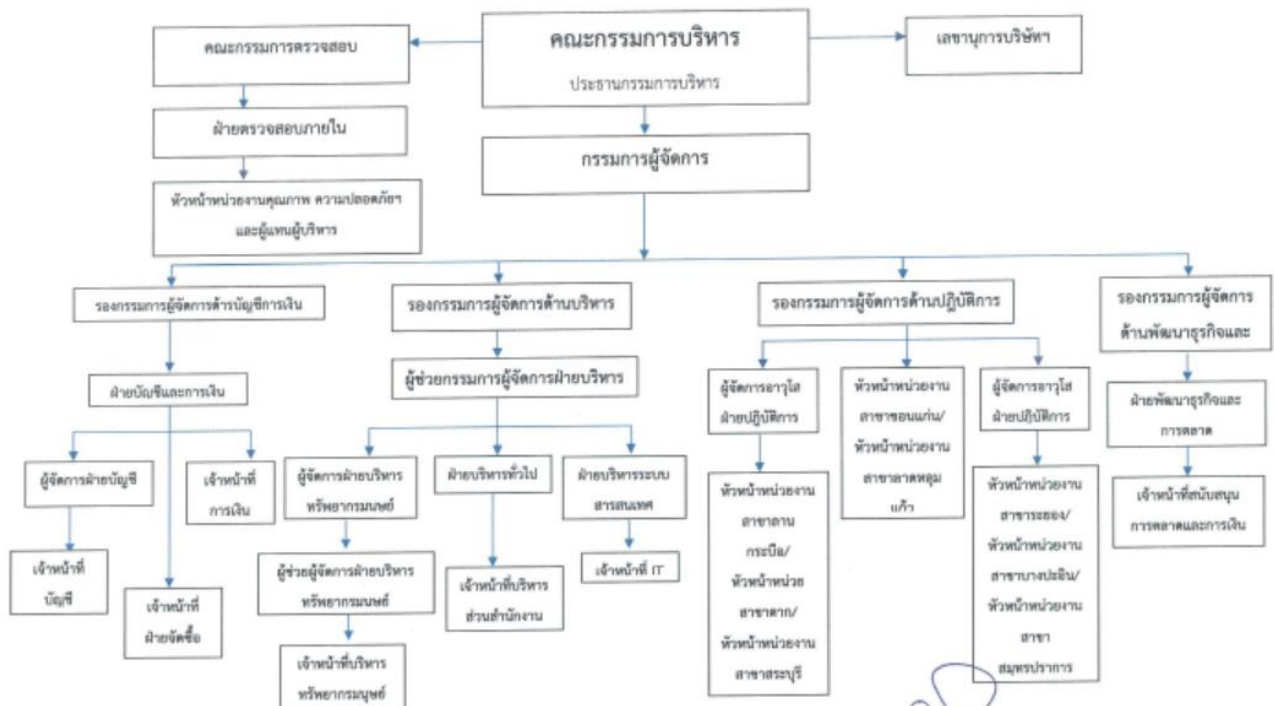 คณะกรรมการตรวจสอบ
คณะกรรมการบริหาร
ประธานกรรมการบริหาร
เลขานุการบริษัทฯ
ฝ่ายตรวจสอบภายใน
กรรมการผู้จัดการ
หัวหน้าหน่วยงานคุณภาพ ความปลอดภัยฯ
และผู้แทนผู้บริหาร
รองกรรมการผู้จัดการด้ารบัญชีการเงิน
รองกรรมการผู้จัดการด้านบริหาร
รองกรรมการผู้จัดการด้านปฏิบัติการ
รองกรรมการผู้จัดการ
ด้านพัฒนาธุรกิจและ
ฝ่ายบัญชีและการเงิน
ผู้ช่วยกรรมการผู้จัดการฝ่ายบริหาร
ผู้จัดการอาวุโส
ฝ่ายปฏิบัติการ
หัวหน้าหน่วยงาน
สาขาขอนแก่น/
หัวหน้าหน่วยงาน
สาขาลาดหลุม
แก้ว
ผู้จัดการอาวุโส
ฝ่ายปฏิบัติการ
ฝ่ายพัฒนาธุรกิจและ
การตลาด
ผู้จัดการฝ่ายบัญชี
เจ้าหน้าที่
การเงิน
ผู้จัดการฝ่ายบริหาร
ทรัพยากรมนุษย์
ฝ่ายบริหารทั่วไป
ฝ่ายบริหารระบบ
สารสนเทศ
หัวหน้าหน่วยงาน
สาขาลาน
กระบือ/
หัวหน้าหน่วย
สาขาตาก/
หัวหน้าหน่วยงาน
สาขาสระบุรี
หัวหน้าหน่วยงาน
สาขาระยอง/
หัวหน้าหน่วยงาน
สาขาบางปะอิน/
หัวหน้าหน่วยงาน
สาขา
สมุทรปราการ
เจ้าหน้าที่สนับสนุน
การตลาดและการเงิน
เจ้าหน้าที่
บัญชี
เจ้าหน้าที่
ฝ่ายจัดซื้อ
ผู้ช่วยผู้จัดการฝ่ายบริหาร
ทรัพยากรมนุษย์
เจ้าหน้าที่บริหาร
ส่วนสำนักงาน
เจ้าหน้าที่ IT
เจ้าหน้าที่บริหาร
ทรัพยากรมนุษย์